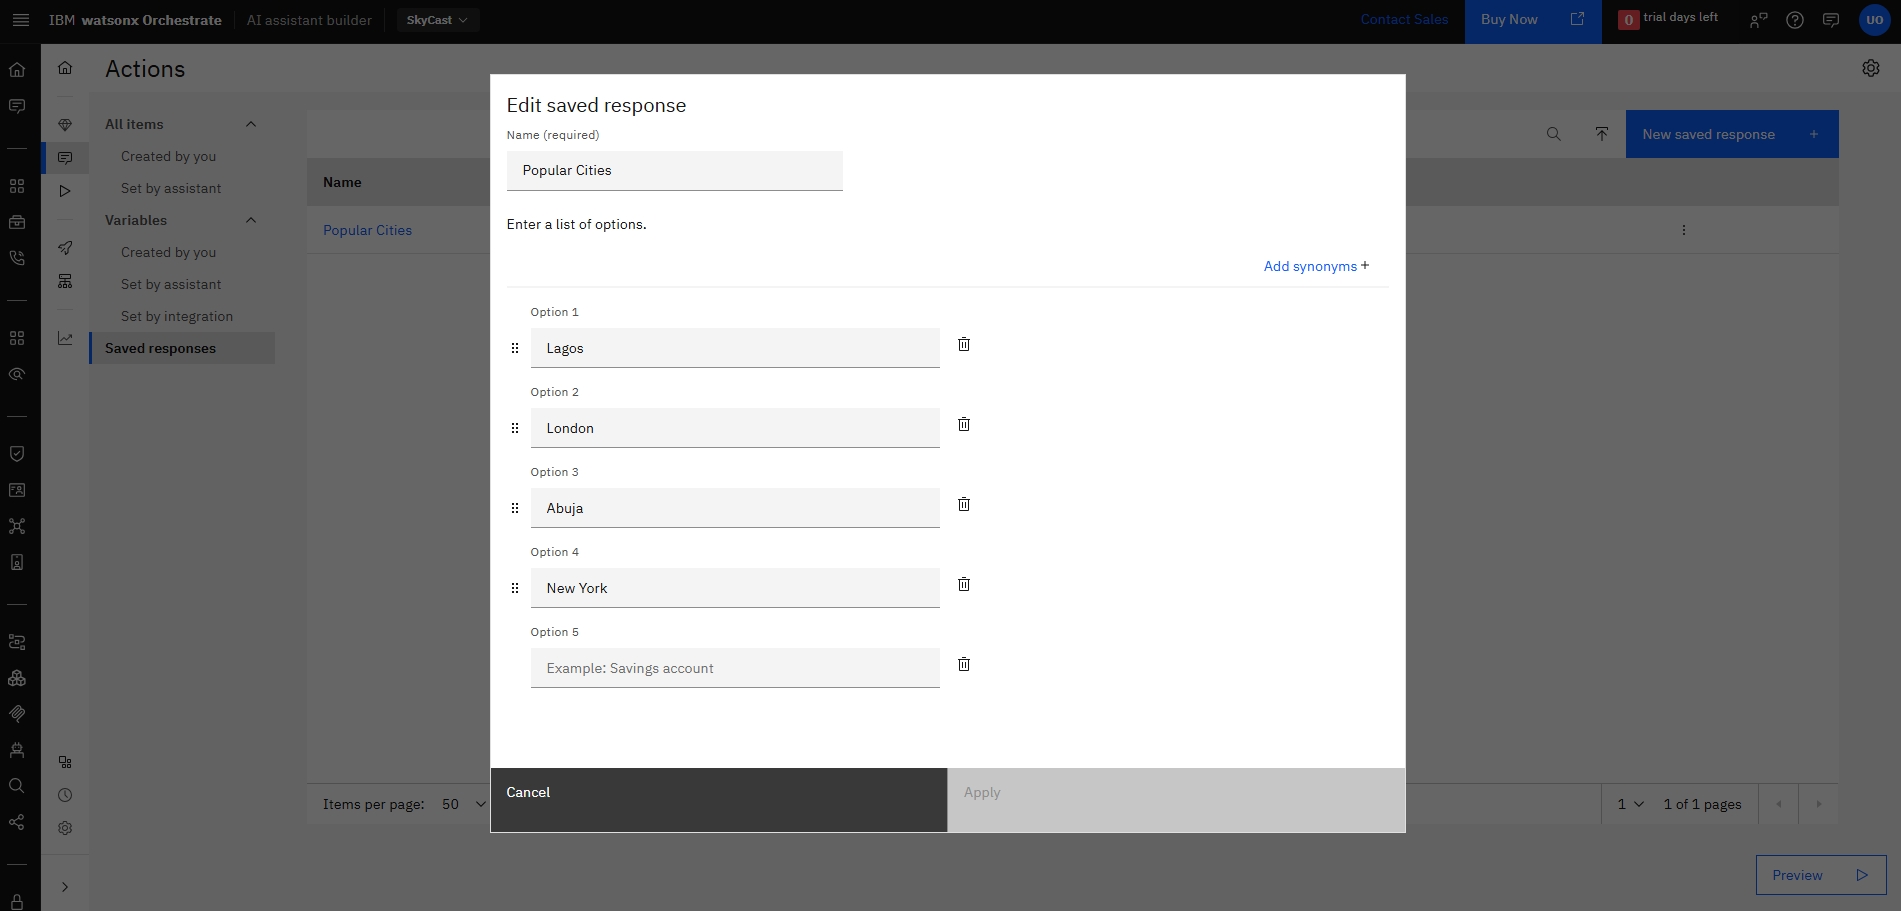 IBM watsonx Orchestrate
AI assistant builder
SkyCast
Contact Sales
Buy Now
0 trial days left
UO
Actions
All items
Created by you
Set by assistant
Variables
Created by you
Set by assistant
Set by integration
Saved responses
New saved response +
Name
Popular Cities
Items per page: 50
1
1 of 1 pages
Preview
Edit saved response
Name (required)
Popular Cities
Enter a list of options.
Add synonyms +
Option 1
Lagos
Option 2
London
Option 3
Abuja
Option 4
New York
Option 5
Example: Savings account
Cancel
Apply